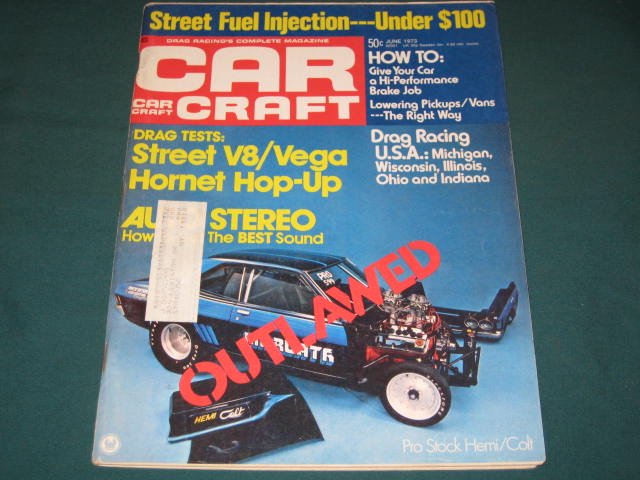 Street Fuel Injection---Under $100
DRAG RACING'S COMPLETE MAGAZINE
CAR
CRAFT
CAR
CRAFT
50¢ JUNE 1973
HOW TO:
Give Your Car
a Hi-Performance
Brake Job
Lowering Pickups/Vans
---The Right Way
DRAG TESTS:
Street V8/Vega
Hornet Hop-Up
Drag Racing
U.S.A.: Michigan,
Wisconsin, Illinois,
Ohio and Indiana
STEREO
The BEST Sound
PRO
599
OUTLAWED
HEMI Colt
Pro Stock Hemi/Colt